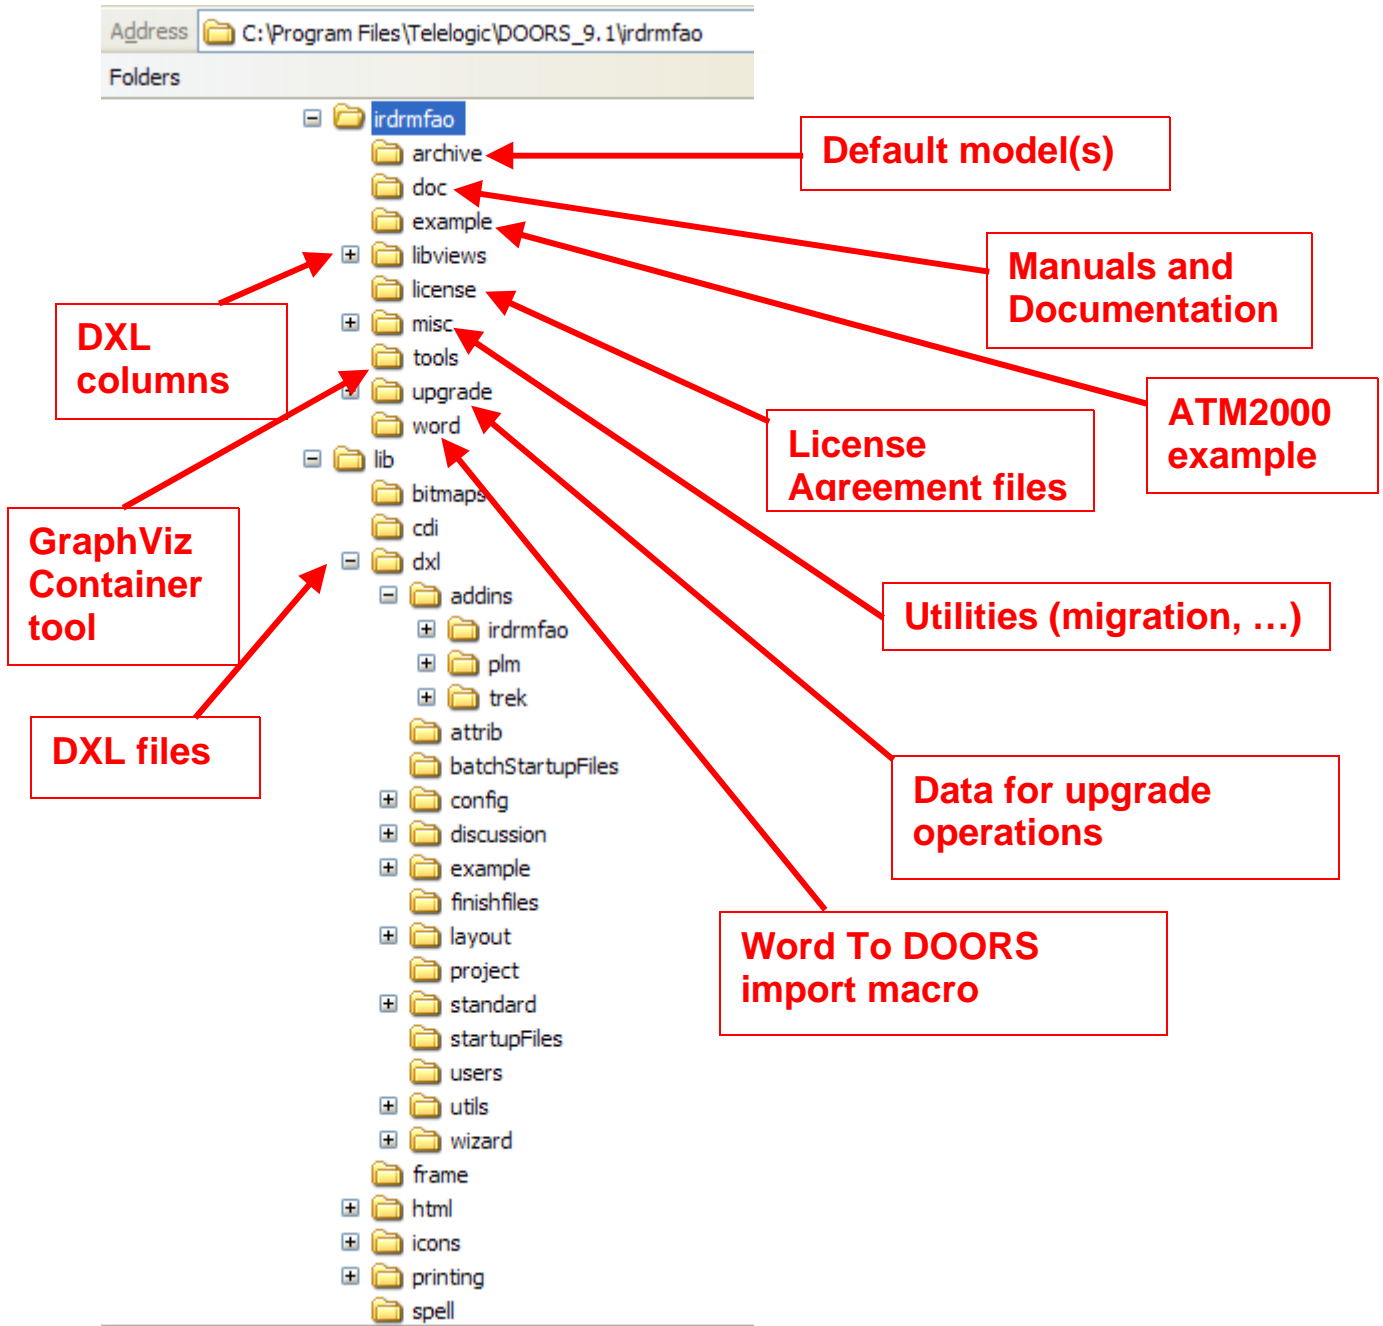 Address C:\Program Files\Telelogic\DOORS_9.1\irdrmfao
Folders
irdrmfao
archive
doc
example
libviews
license
misc
tools
upgrade
word
lib
bitmaps
cdi
dxl
addins
irdrmfao
plm
trek
attrib
batchStartupFiles
config
discussion
example
finishfiles
layout
project
standard
startupFiles
users
utils
wizard
frame
html
icons
printing
spell
Default model(s)
Manuals and
Documentation
ATM2000
example
License
Agreement files
Utilities (migration, …)
Data for upgrade
operations
Word To DOORS
import macro
DXL
columns
GraphViz
Container
tool
DXL files